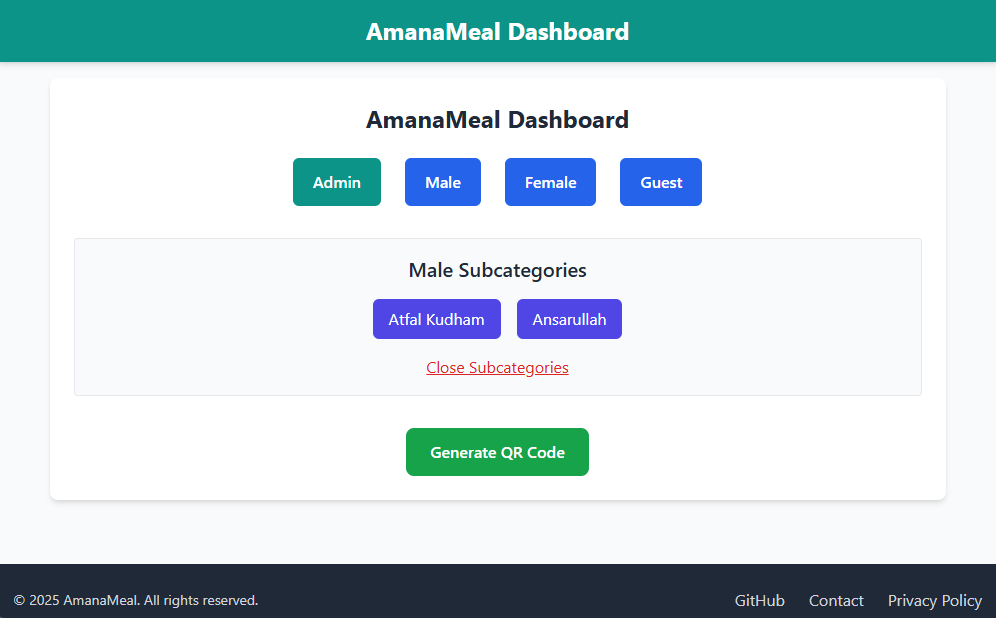 AmanaMeal Dashboard
AmanaMeal Dashboard
Admin Male Female Guest
Male Subcategories
Atfal Kudham Ansarullah
Close Subcategories
Generate QR Code
© 2025 AmanaMeal. All rights reserved. GitHub Contact Privacy Policy